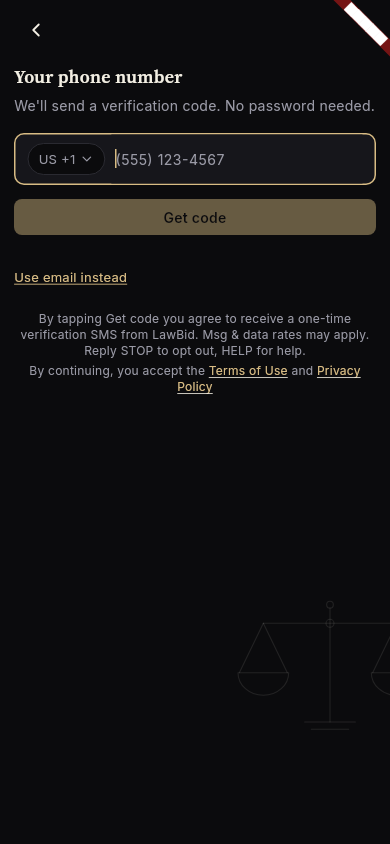 Your phone number
We'll send a verification code. No password needed.
US +1
(555) 123-4567
Get code
Use email instead
By tapping Get code you agree to receive a one-time
verification SMS from LawBid. Msg & data rates may apply.
Reply STOP to opt out, HELP for help.
By continuing, you accept the Terms of Use and Privacy
Policy